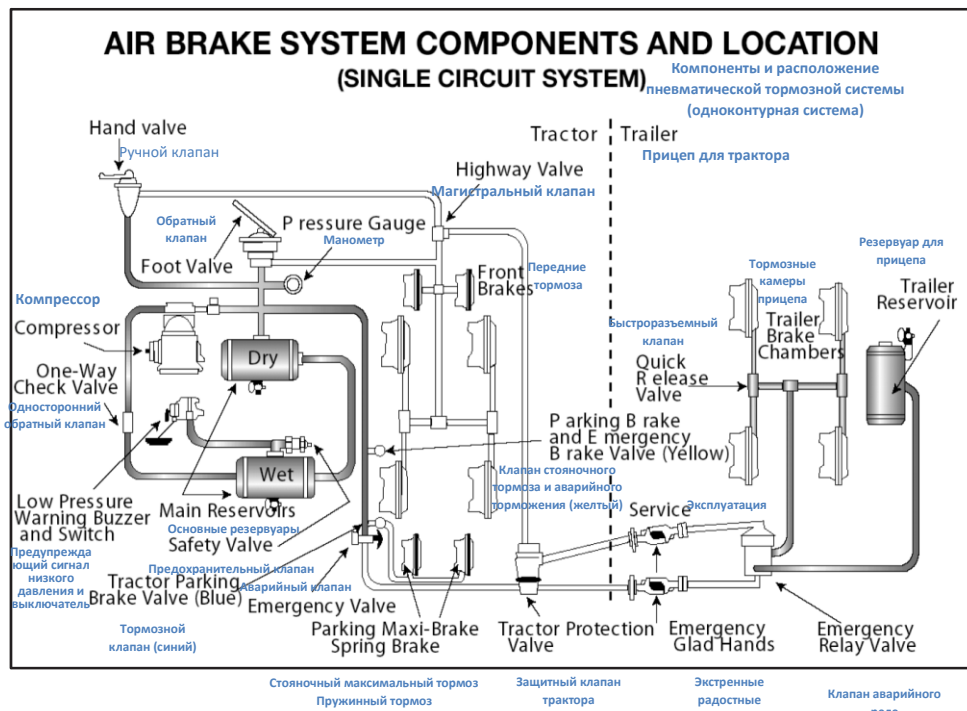 AIR BRAKE SYSTEM COMPONENTS AND LOCATION
(SINGLE CIRCUIT SYSTEM)
Компоненты и расположение
пневматической тормозной системы
(одноконтурная система)
Hand valve
Ручной клапан
Tractor
Trailer
Прицеп для трактора
Highway Valve
Магистральный клапан
Обратный
клапан
Foot Valve
P ressure Gauge
Манометр
Front
Brakes
Передние
тормоза
Тормозные
камеры
прицепа
Trailer
Brake
Chambers
Резервуар для
прицепа
Trailer
Reservoir
Компрессор
Compressor
Быстроразъемный
клапан
Quick
R elease
Valve
One-Way
Check Valve
Односторонний
обратный клапан
Dry
Wet
P arking B rake
and E mergency
B rake Valve (Yellow)
Клапан стояночного
тормоза и аварийного
торможения (желтый)
Low Pressure
Warning Buzzer
and Switch
Предупрежда
ющий сигнал
низкого
давления и
выключатель
Main Reservoirs
Основные резервуары
Safety Valve
Предохранительный клапан
Service
Эксплуатация
Tractor Parking
Brake Valve (Blue)
Аварийный клапан
Emergency Valve
Тормозной
клапан (синий)
Parking Maxi-Brake
Spring Brake
Tractor Protection
Valve
Emergency
Glad Hands
Emergency
Relay Valve
Стояночный максимальный тормоз
Пружинный тормоз
Защитный клапан
трактора
Экстренные
радостные
Клапан аварийного